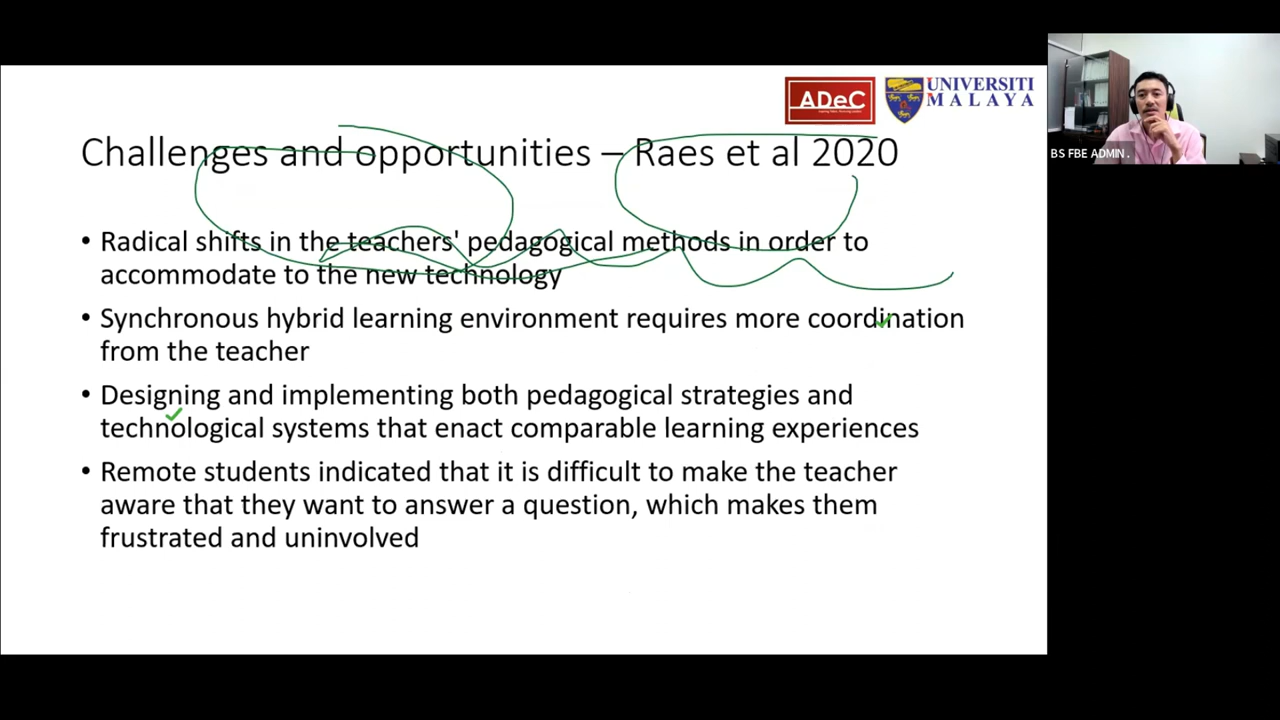 ADeC
UNIVERSITI
MALAYA
BS FBE ADMIN .
Challenges and opportunities – Raes et al 2020
• Radical shifts in the teachers' pedagogical methods in order to
accommodate to the new technology
• Synchronous hybrid learning environment requires more coordination
from the teacher
• Designing and implementing both pedagogical strategies and
technological systems that enact comparable learning experiences
• Remote students indicated that it is difficult to make the teacher
aware that they want to answer a question, which makes them
frustrated and uninvolved